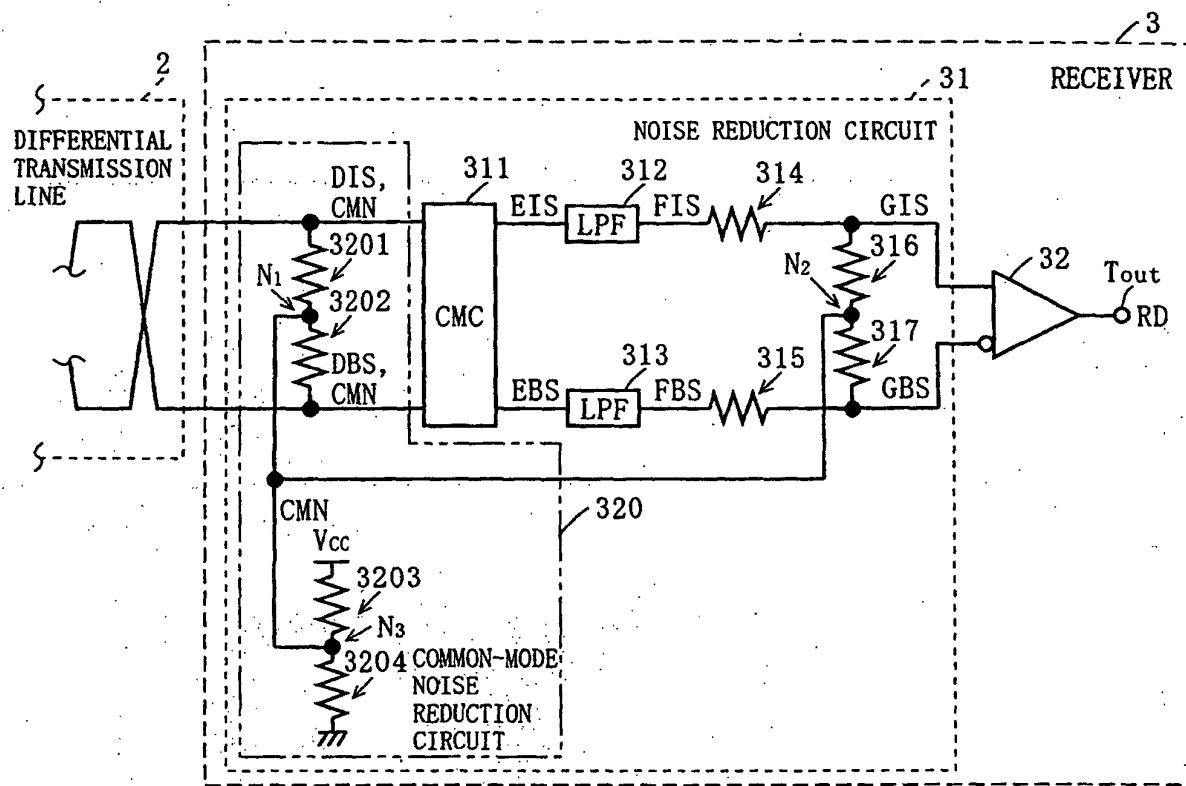 3
RECEIVER
2
31
DIFFERENTIAL
TRANSMISSION
LINE
NOISE REDUCTION CIRCUIT
DIS,
CMN
311
EIS
312
LPF
FIS
314
GIS
3201
N1
3202
CMC
N2
316
32
Tout
RD
DBS,
CMN
EBS
313
LPF
FBS
315
317
GBS
CMN
320
VCC
3203
N3
3204
COMMON-MODE
NOISE
REDUCTION
CIRCUIT